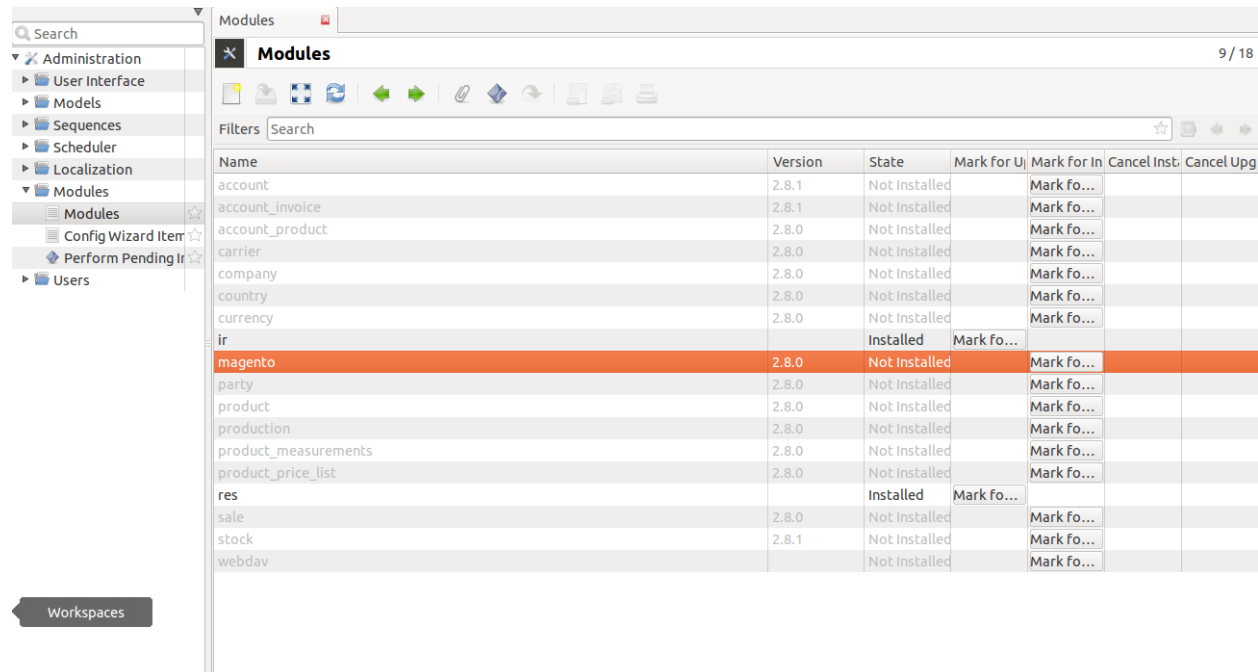 Modules
Search
Administration
User Interface
Models
Sequences
Scheduler
Localization
Modules
Modules
Config Wizard Item
Perform Pending In
Users
Workspaces
Modules 9 / 18
Filters Search
Name Version State Mark for U Mark for In Cancel Insta Cancel Upg
account 2.8.1 Not Installed Mark fo...
account_invoice 2.8.1 Not Installed Mark fo...
account_product 2.8.0 Not Installed Mark fo...
carrier 2.8.0 Not Installed Mark fo...
company 2.8.0 Not Installed Mark fo...
country 2.8.0 Not Installed Mark fo...
currency 2.8.0 Not Installed Mark fo...
ir Installed Mark fo...
magento 2.8.0 Not Installed Mark fo...
party 2.8.0 Not Installed Mark fo...
product 2.8.0 Not Installed Mark fo...
production 2.8.0 Not Installed Mark fo...
product_measurements 2.8.0 Not Installed Mark fo...
product_price_list 2.8.0 Not Installed Mark fo...
res Installed Mark fo...
sale 2.8.0 Not Installed Mark fo...
stock 2.8.1 Not Installed Mark fo...
webdav Not Installed Mark fo...